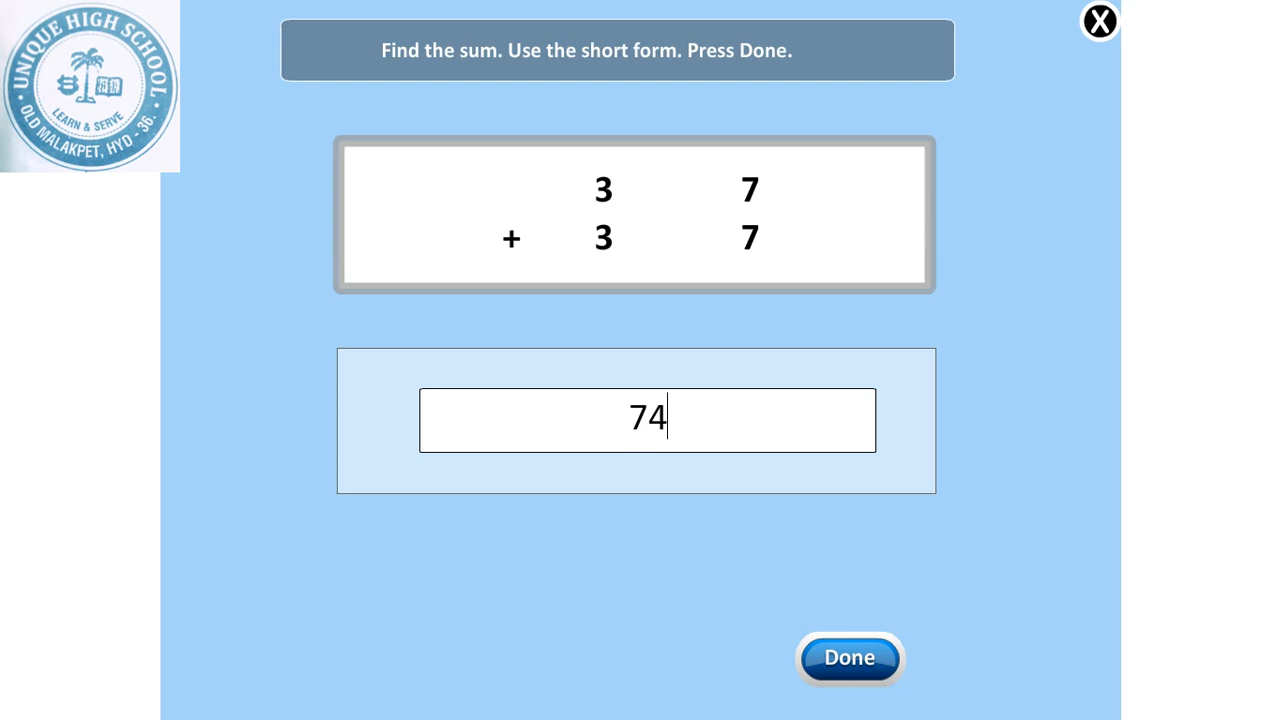 UNIQUE HIGH SCHOOL
LEARN & SERVE
OLD MALAKPET, HYD - 36.
X
Find the sum. Use the short form. Press Done.
3 7
+ 3 7
74
Done